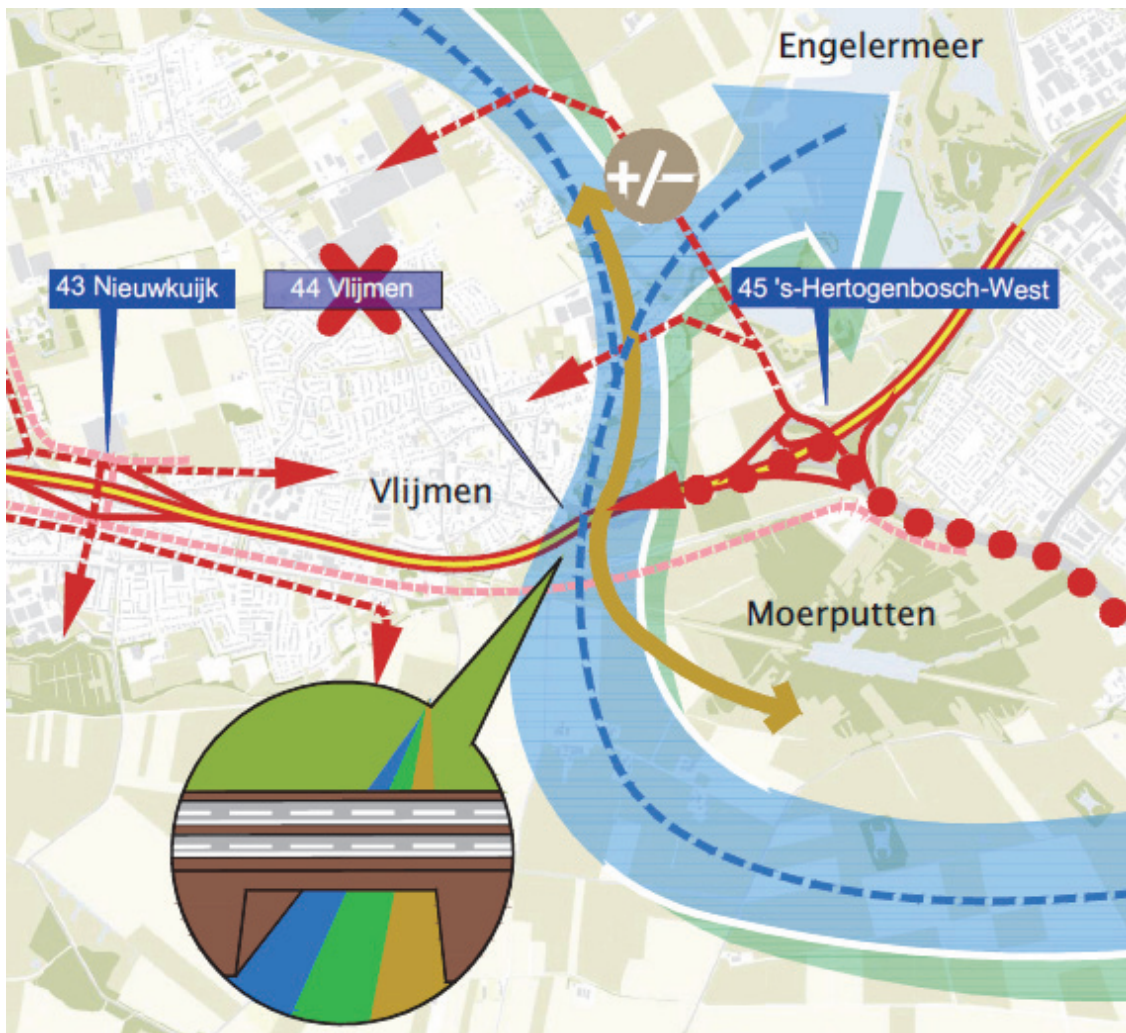 Engelermeer
+/−
43 Nieuwkuijk
44 Vlijmen
45 's-Hertogenbosch-West
Vlijmen
Moerputten